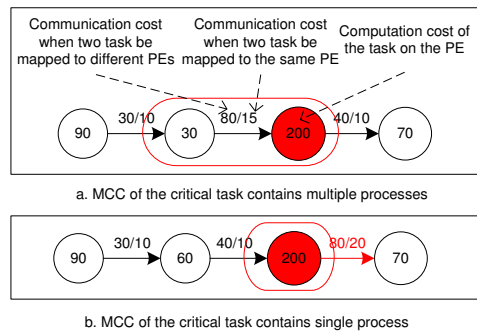 Communication cost
when two task be
mapped to different PEs
Communication cost
when two task be
mapped to the same PE
Computation cost of
the task on the PE
30/10
80/15
40/10
90
30
200
70
a. MCC of the critical task contains multiple processes
30/10
40/10
80/20
90
60
200
70
b. MCC of the critical task contains single process